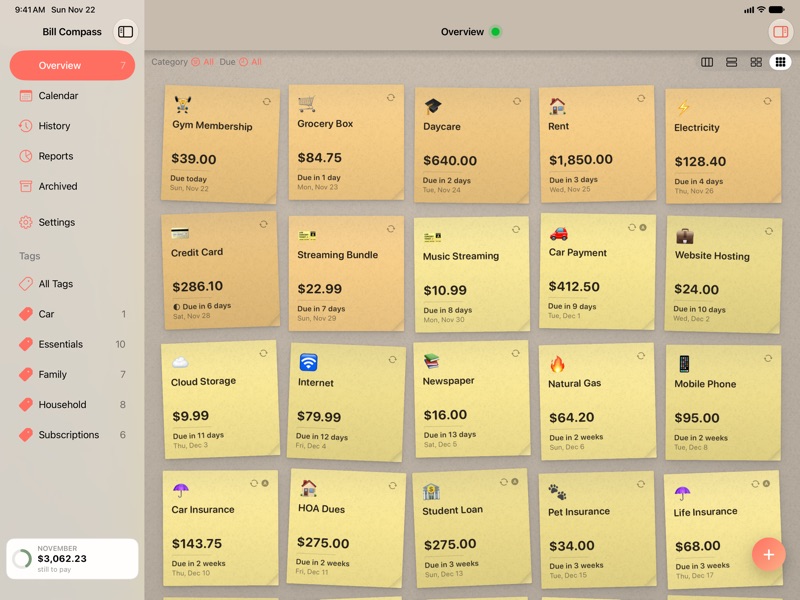 9:41 AM Sun Nov 22
Bill Compass
Overview
Overview 7
Calendar
History
Reports
Archived
Settings
Tags
All Tags
Car 1
Essentials 10
Family 7
Household 8
Subscriptions 6
NOVEMBER
$3,062.23
still to pay
Category All Due All
Gym Membership
$39.00
Due today
Sun, Nov 22
Grocery Box
$84.75
Due in 1 day
Mon, Nov 23
Daycare
$640.00
Due in 2 days
Tue, Nov 24
Rent
$1,850.00
Due in 3 days
Wed, Nov 25
Electricity
$128.40
Due in 4 days
Thu, Nov 26
Credit Card
$286.10
Due in 6 days
Sat, Nov 28
Streaming Bundle
$22.99
Due in 7 days
Sun, Nov 29
Music Streaming
$10.99
Due in 8 days
Mon, Nov 30
Car Payment
$412.50
Due in 9 days
Tue, Dec 1
Website Hosting
$24.00
Due in 10 days
Wed, Dec 2
Cloud Storage
$9.99
Due in 11 days
Thu, Dec 3
Internet
$79.99
Due in 12 days
Fri, Dec 4
Newspaper
$16.00
Due in 13 days
Sat, Dec 5
Natural Gas
$64.20
Due in 2 weeks
Sun, Dec 6
Mobile Phone
$95.00
Due in 2 weeks
Tue, Dec 8
Car Insurance
$143.75
Due in 2 weeks
Thu, Dec 10
HOA Dues
$275.00
Due in 2 weeks
Fri, Dec 11
Student Loan
$275.00
Due in 3 weeks
Sun, Dec 13
Pet Insurance
$34.00
Due in 3 weeks
Tue, Dec 15
Life Insurance
$68.00
Due in 3 weeks
Thu, Dec 17